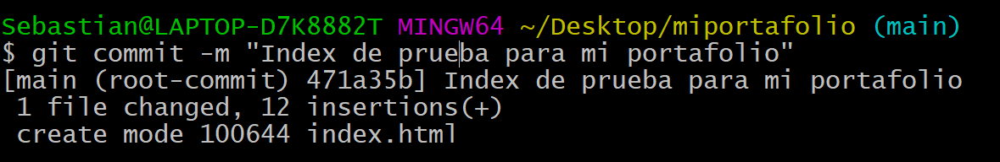 Sebastian@LAPTOP-D7K8882T MINGW64 ~/Desktop/miportafolio (main)
$ git commit -m "Index de prueba para mi portafolio"
[main (root-commit) 471a35b] Index de prueba para mi portafolio
 1 file changed, 12 insertions(+)
 create mode 100644 index.html